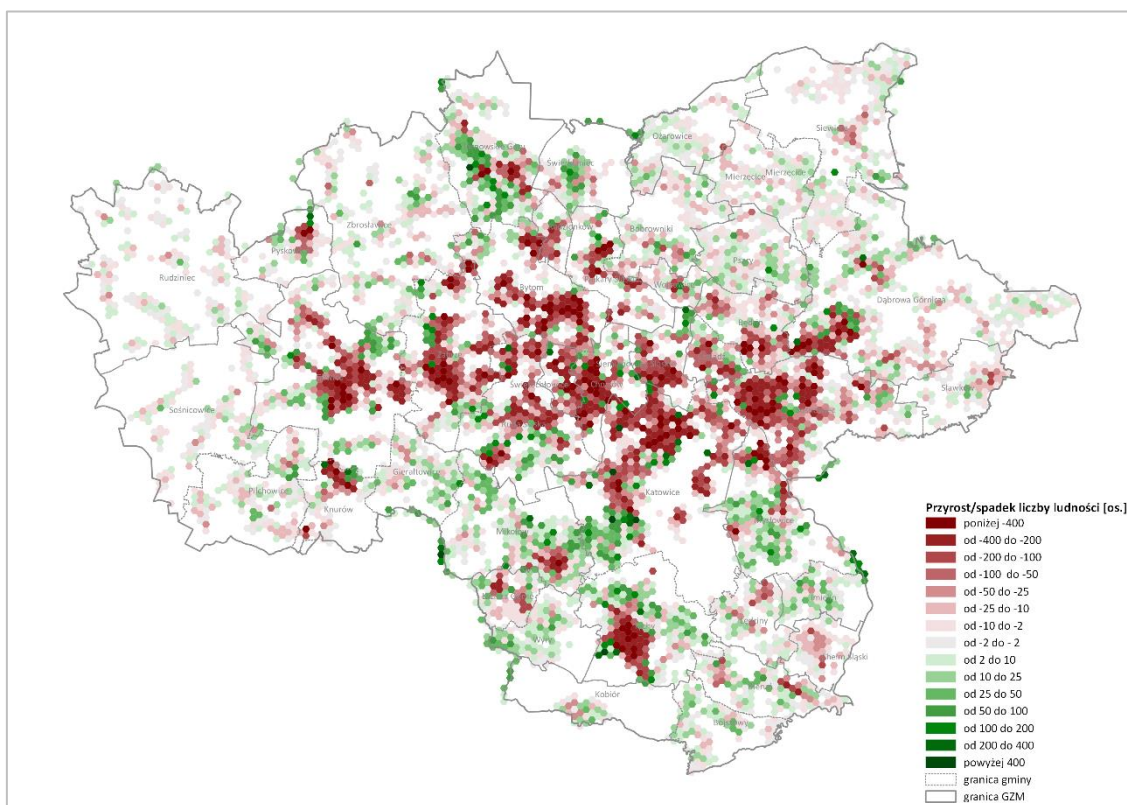 Siewierz
Ożarowice
Tarnowskie Góry
Świerklaniec
Mierzęcice
Mierzęcice
Zbrosławice
Bobrowniki
Rudziniec
Psary
Bytom
Dąbrowa Górnicza
Sławków
Sośnicowice
Gierałtowice
Pilchowice
Katowice
Knurów
Mysłowice
Mikołów
Wyry
Kobiór
Bojszowy
Przyrost/spadek liczby ludności [os.]
poniżej -400
od -400 do -200
od -200 do -100
od -100 do -50
od -50 do -25
od -25 do -10
od -10 do -2
od -2 do - 2
od 2 do 10
od 10 do 25
od 25 do 50
od 50 do 100
od 100 do 200
od 200 do 400
powyżej 400
granica gminy
granica GZM